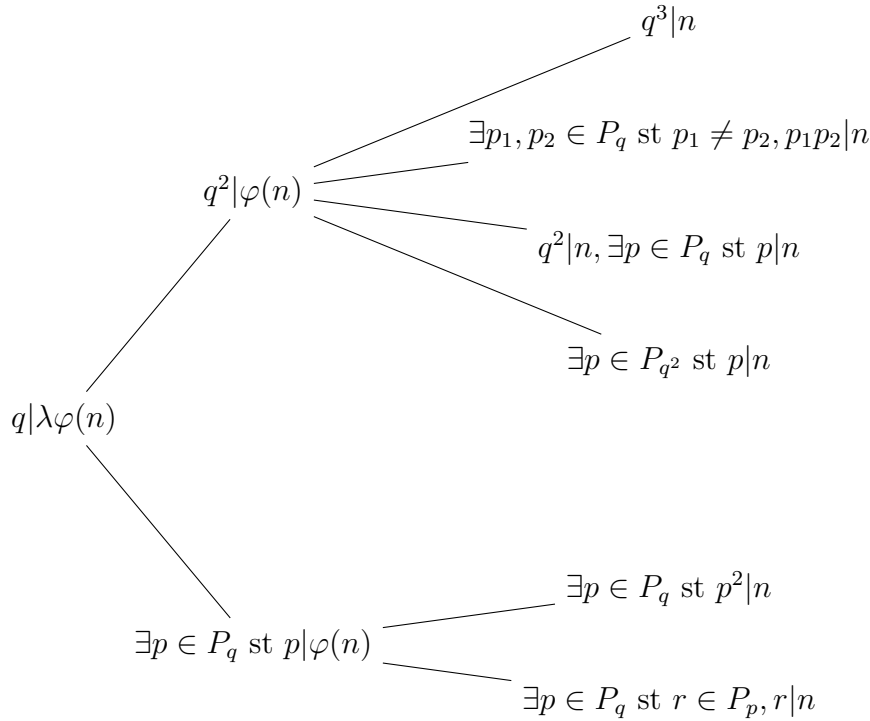 q^3|n
∃p_1, p_2 ∈ P_q st p_1 ≠ p_2, p_1p_2|n
q^2|φ(n)
q^2|n, ∃p ∈ P_q st p|n
∃p ∈ P_{q^2} st p|n
q|λφ(n)
∃p ∈ P_q st p^2|n
∃p ∈ P_q st p|φ(n)
∃p ∈ P_q st r ∈ P_p, r|n